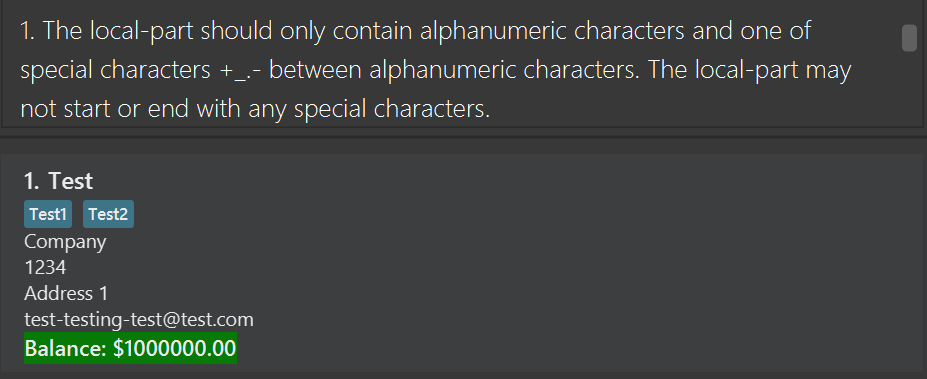 1. The local-part should only contain alphanumeric characters and one of
special characters +_.- between alphanumeric characters. The local-part may
not start or end with any special characters.
1. Test
Test1 Test2
Company
1234
Address 1
test-testing-test@test.com
Balance: $1000000.00